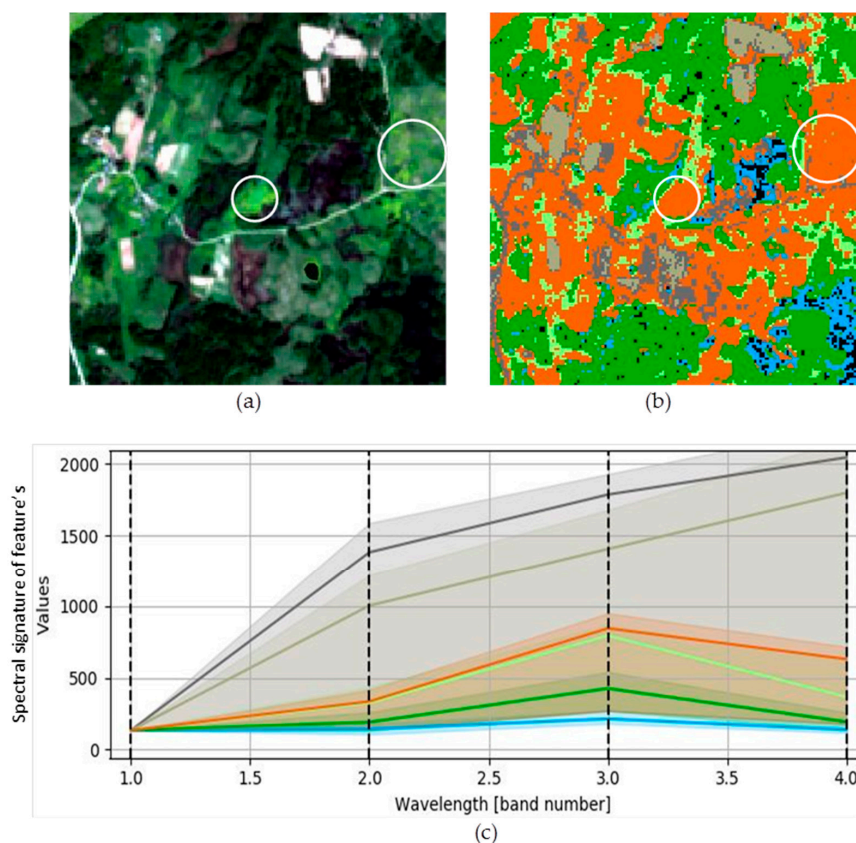 (a)
(b)
Spectral signature of feature's
Values
2000
1500
1000
500
0
1.0
1.5
2.0
2.5
3.0
3.5
4.0
Wavelength [band number]
(c)